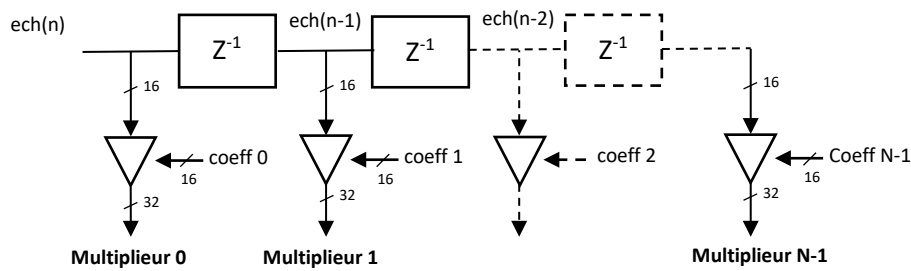 ech(n)
Z⁻¹
ech(n-1)
Z⁻¹
ech(n-2)
Z⁻¹
16
16
16
coeff 0
16
coeff 1
16
coeff 2
Coeff N-1
16
32
32
32
Multiplieur 0
Multiplieur 1
Multiplieur N-1